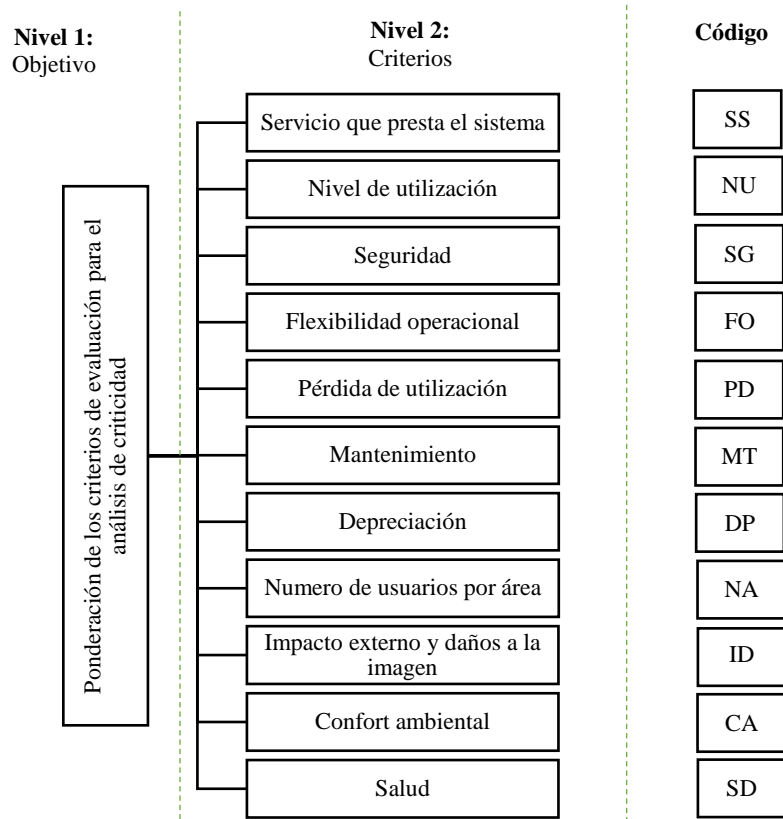 Nivel 1:
Objetivo
Nivel 2:
Criterios
Código
Ponderación de los criterios de evaluación para el
análisis de criticidad
Servicio que presta el sistema
SS
Nivel de utilización
NU
Seguridad
SG
Flexibilidad operacional
FO
Pérdida de utilización
PD
Mantenimiento
MT
Depreciación
DP
Numero de usuarios por área
NA
Impacto externo y daños a la
imagen
ID
Confort ambiental
CA
Salud
SD